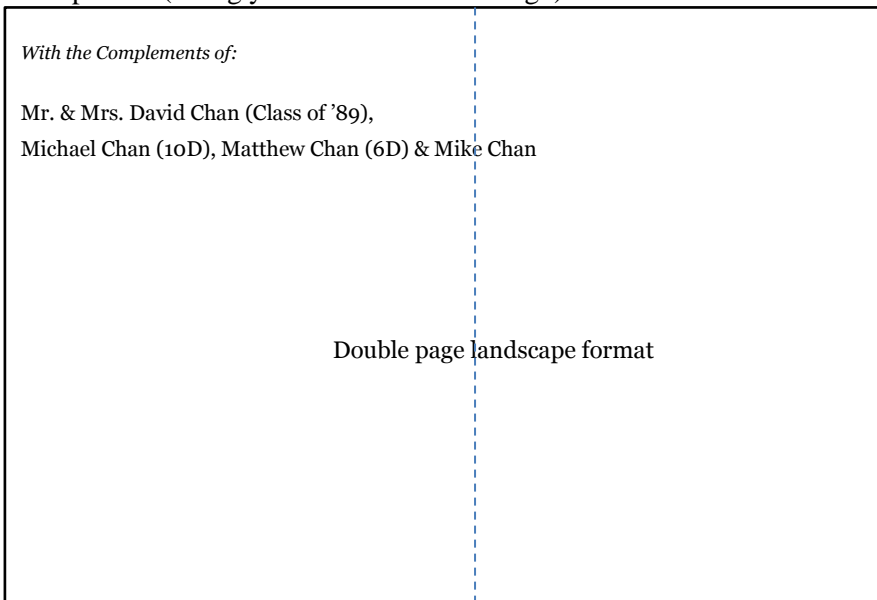 With the Complements of:
Mr. & Mrs. David Chan (Class of ’89),
Michael Chan (10D), Matthew Chan (6D) & Mike Chan
Double page landscape format